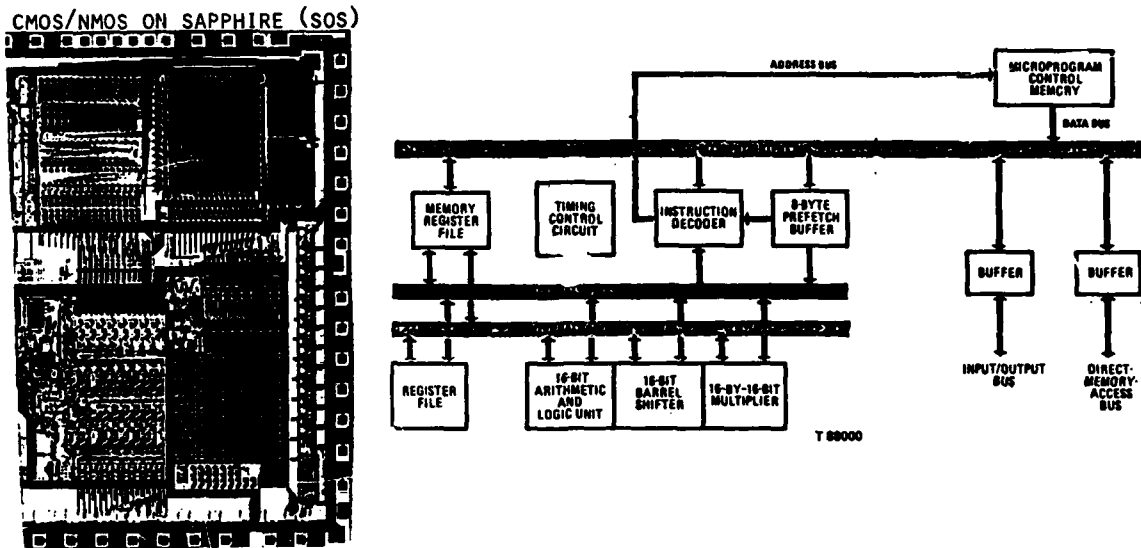 CMOS/NMOS ON SAPPHIRE (SOS)
ADDRESS BUS
MICROPROGRAM
CONTROL
MEMORY
DATA BUS
MEMORY
REGISTER
FILE
TIMING
CONTROL
CIRCUIT
INSTRUCTION
DECODER
8-BYTE
PREFETCH
BUFFER
BUFFER
BUFFER
REGISTER
FILE
16-BIT
ARITHMETIC
AND
LOGIC UNIT
16-BIT
BARREL
SHIFTER
16-BY-16-BIT
MULTIPLIER
INPUT/OUTPUT
BUS
DIRECT-
MEMORY-
ACCESS
BUS
T 88000